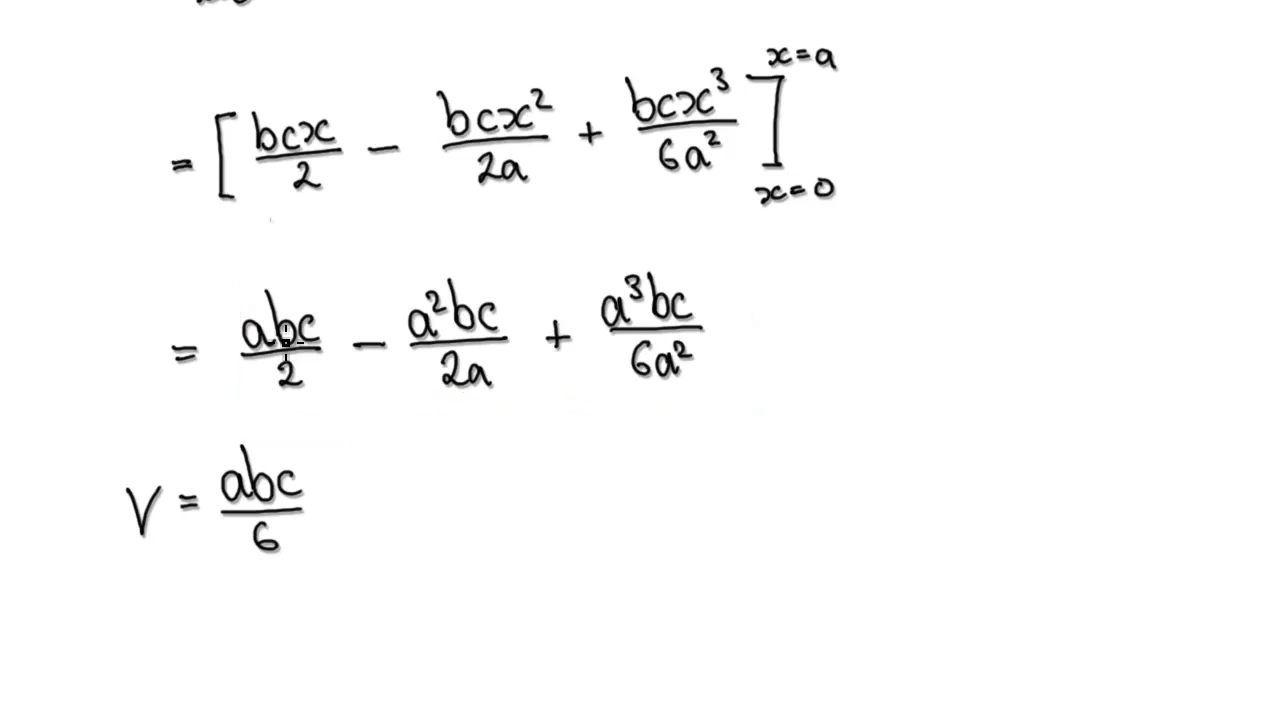 = [ bcx/2 - bcx²/2a + bcx³/6a² ] x=a x=0
= abc/2 - a²bc/2a + a³bc/6a²
V = abc/6